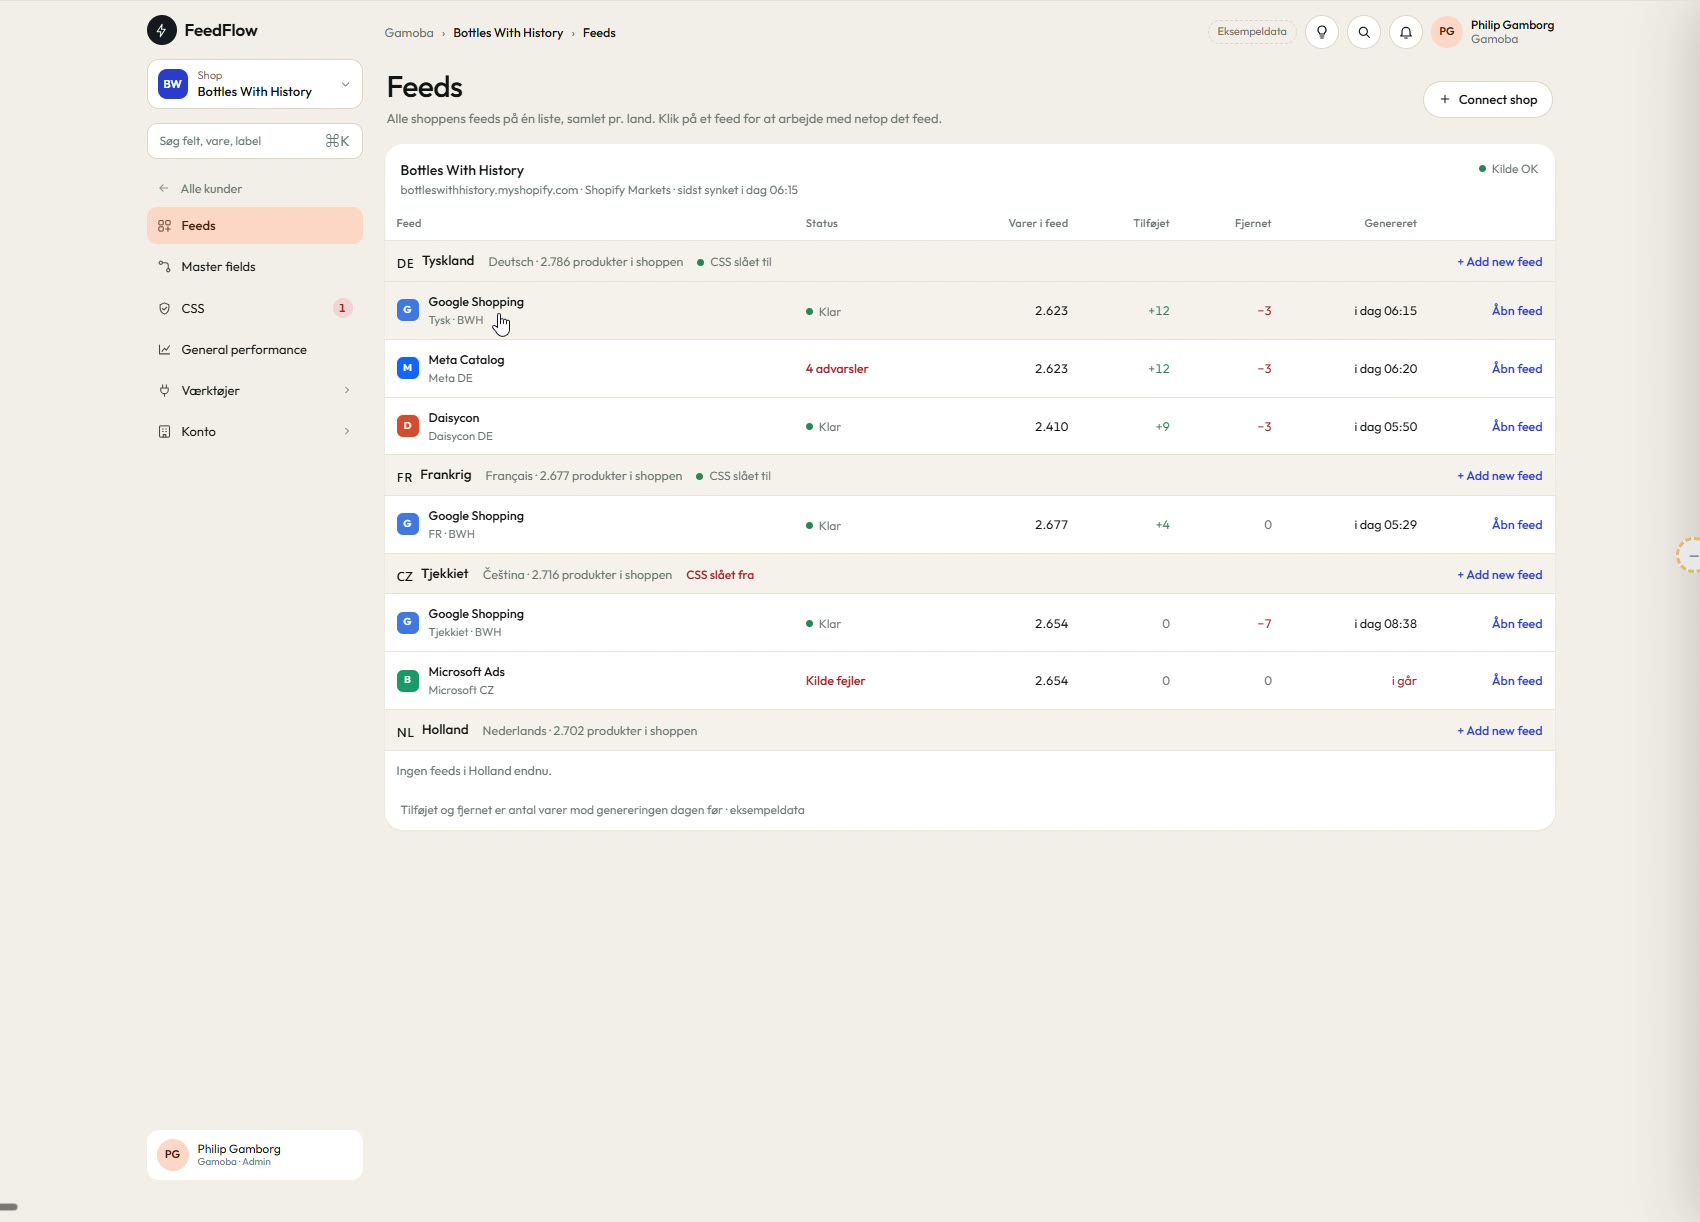 FeedFlow
Gamoba › Bottles With History › Feeds
Eksempeldata
PG
Philip Gamborg
Gamoba
BW
Shop
Bottles With History
Søg felt, vare, label ⌘K
Alle kunder
Feeds
Master fields
CSS 1
General performance
Værktøjer
Konto
Feeds
Alle shoppens feeds på én liste, samlet pr. land. Klik på et feed for at arbejde med netop det feed.
+ Connect shop
Bottles With History
bottleswithhistory.myshopify.com · Shopify Markets · sidst synket i dag 06:15
Kilde OK
Feed Status Varer i feed Tilføjet Fjernet Genereret
DE Tyskland Deutsch · 2.786 produkter i shoppen CSS slået til + Add new feed
G Google Shopping Klar 2.623 +12 −3 i dag 06:15 Åbn feed
Tysk · BWH
M Meta Catalog 4 advarsler 2.623 +12 −3 i dag 06:20 Åbn feed
Meta DE
D Daisycon Klar 2.410 +9 −3 i dag 05:50 Åbn feed
Daisycon DE
FR Frankrig Français · 2.677 produkter i shoppen CSS slået til + Add new feed
G Google Shopping Klar 2.677 +4 0 i dag 05:29 Åbn feed
FR · BWH
CZ Tjekkiet Čeština · 2.716 produkter i shoppen CSS slået fra + Add new feed
G Google Shopping Klar 2.654 0 −7 i dag 08:38 Åbn feed
Tjekkiet · BWH
B Microsoft Ads Kilde fejler 2.654 0 0 i går Åbn feed
Microsoft CZ
NL Holland Nederlands · 2.702 produkter i shoppen + Add new feed
Ingen feeds i Holland endnu.
Tilføjet og fjernet er antal varer mod genereringen dagen før · eksempeldata
PG
Philip Gamborg
Gamoba · Admin